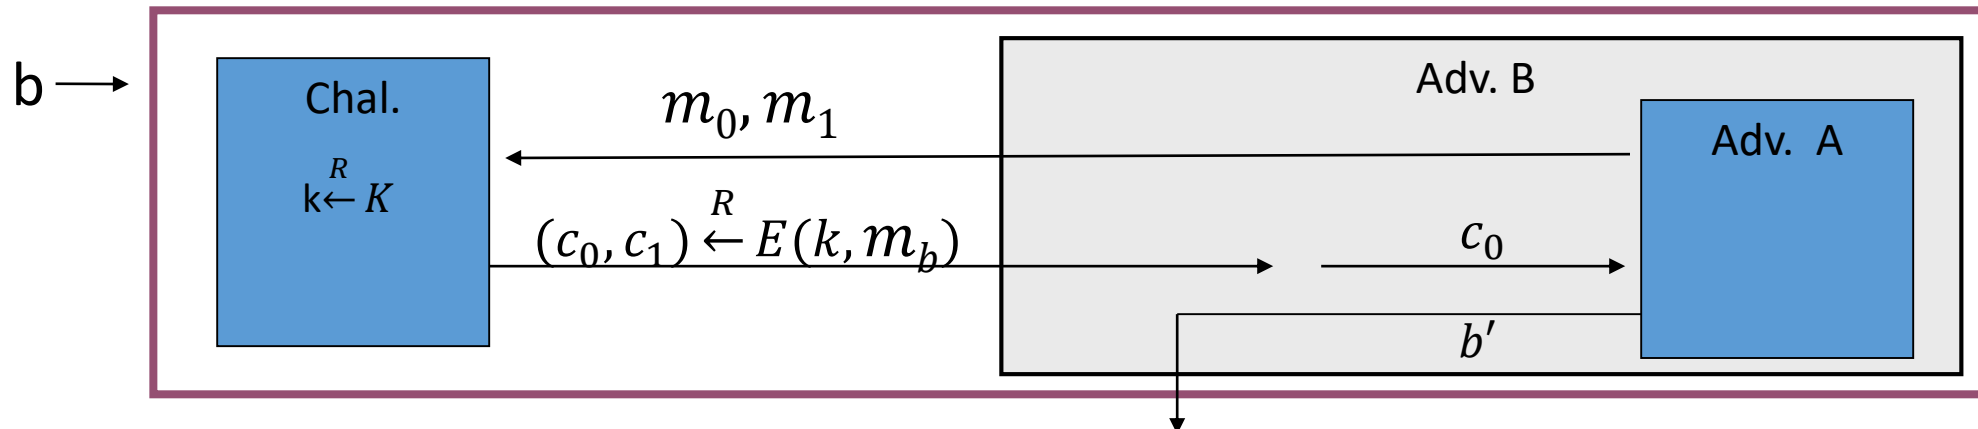 b
Chal.
k ←ᴿ K
m₀, m₁
(c₀, c₁) ←ᴿ E(k, m_b)
Adv. B
Adv. A
c₀
b′